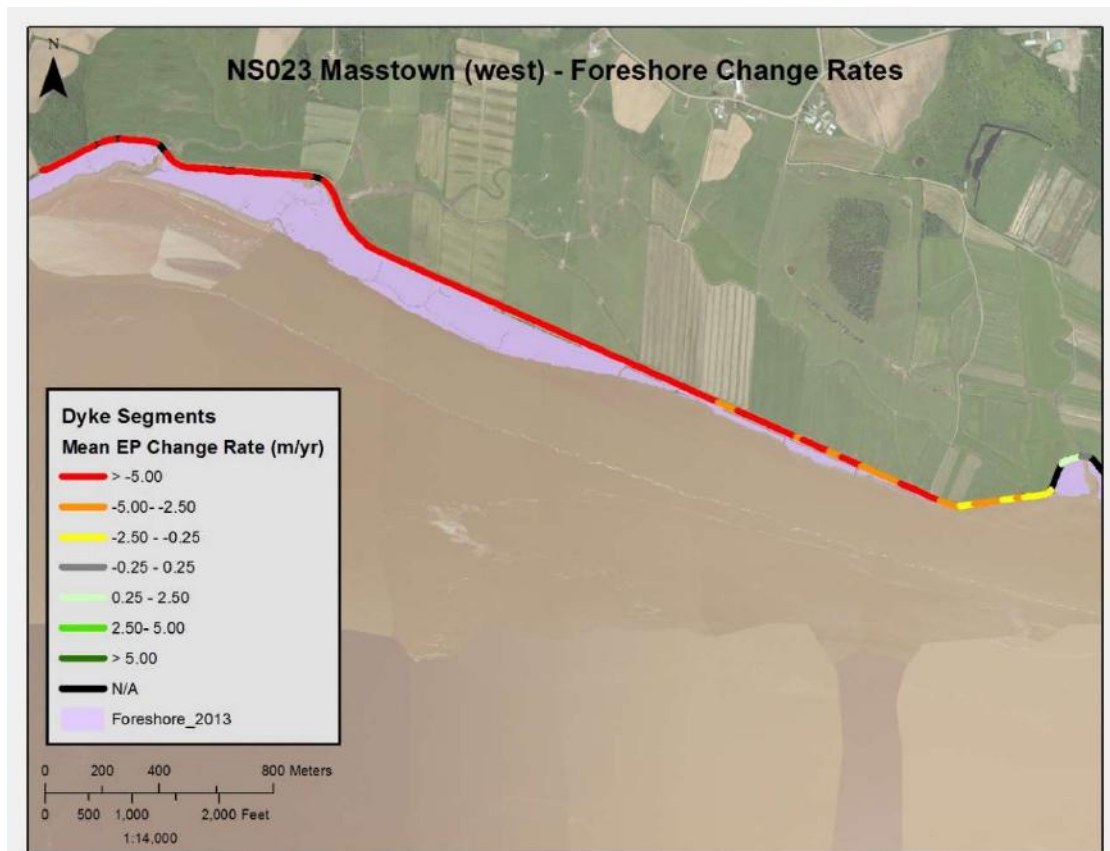 N
NS023 Masstown (west) - Foreshore Change Rates
Dyke Segments
Mean EP Change Rate (m/yr)
> -5.00
-5.00- -2.50
-2.50 - -0.25
-0.25 - 0.25
0.25 - 2.50
2.50- 5.00
> 5.00
N/A
Foreshore_2013
0 200 400 800 Meters
0 500 1,000 2,000 Feet
1:14,000